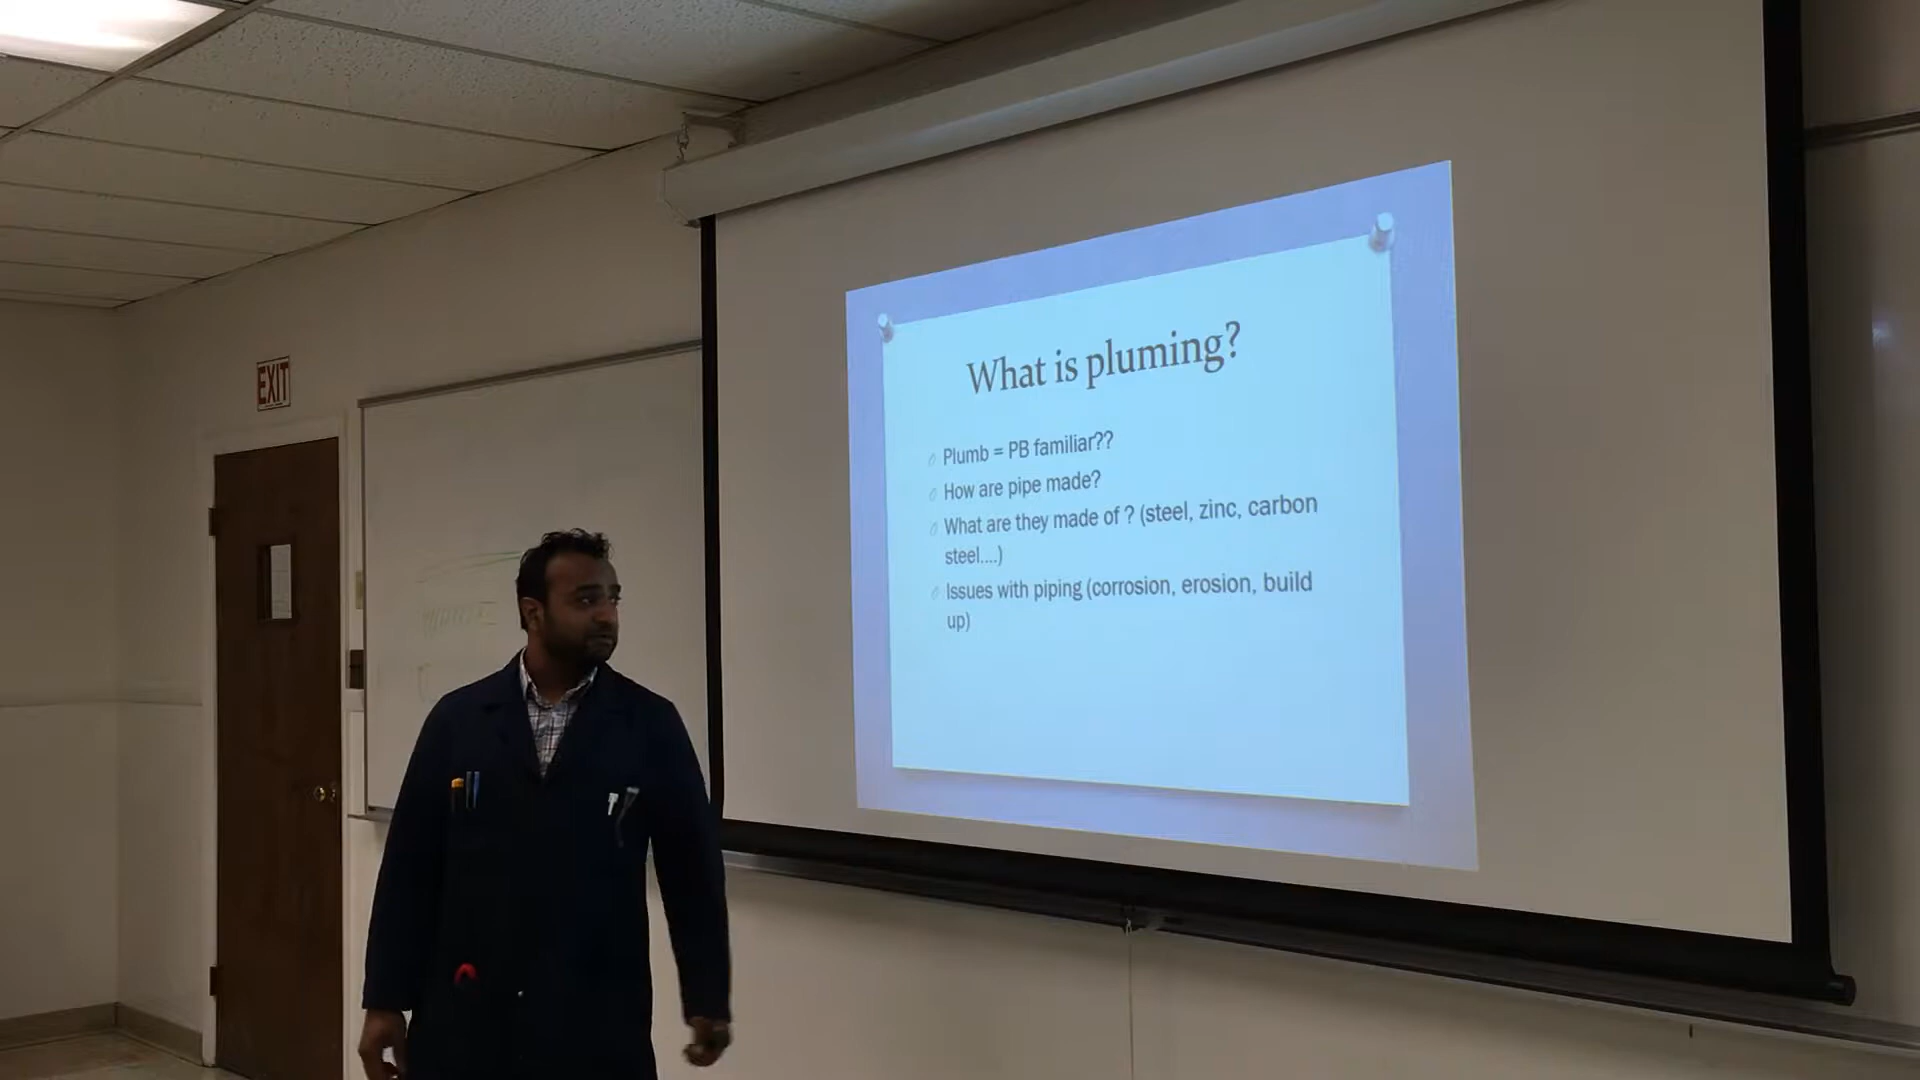 EXIT
What is pluming?
Plumb = PB familiar??
How are pipe made?
What are they made of ? (steel, zinc, carbon
steel....)
Issues with piping (corrosion, erosion, build
up)